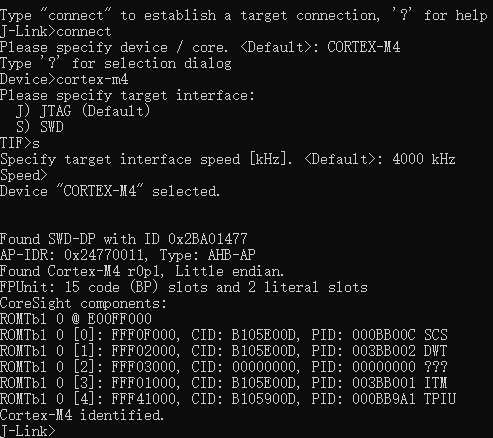 Type "connect" to establish a target connection, '?' for help
J-Link>connect
Please specify device / core. <Default>: CORTEX-M4
Type '?' for selection dialog
Device>cortex-m4
Please specify target interface:
  J) JTAG (Default)
  S) SWD
TIF>s
Specify target interface speed [kHz]. <Default>: 4000 kHz
Speed>
Device "CORTEX-M4" selected.


Found SWD-DP with ID 0x2BA01477
AP-IDR: 0x24770011, Type: AHB-AP
Found Cortex-M4 r0p1, Little endian.
FPUnit: 15 code (BP) slots and 2 literal slots
CoreSight components:
ROMTbl 0 @ E00FF000
ROMTbl 0 [0]: FFF0F000, CID: B105E00D, PID: 000BB00C SCS
ROMTbl 0 [1]: FFF02000, CID: B105E00D, PID: 003BB002 DWT
ROMTbl 0 [2]: FFF03000, CID: 00000000, PID: 00000000 ???
ROMTbl 0 [3]: FFF01000, CID: B105E00D, PID: 003BB001 ITM
ROMTbl 0 [4]: FFF41000, CID: B105900D, PID: 000BB9A1 TPIU
Cortex-M4 identified.
J-Link>